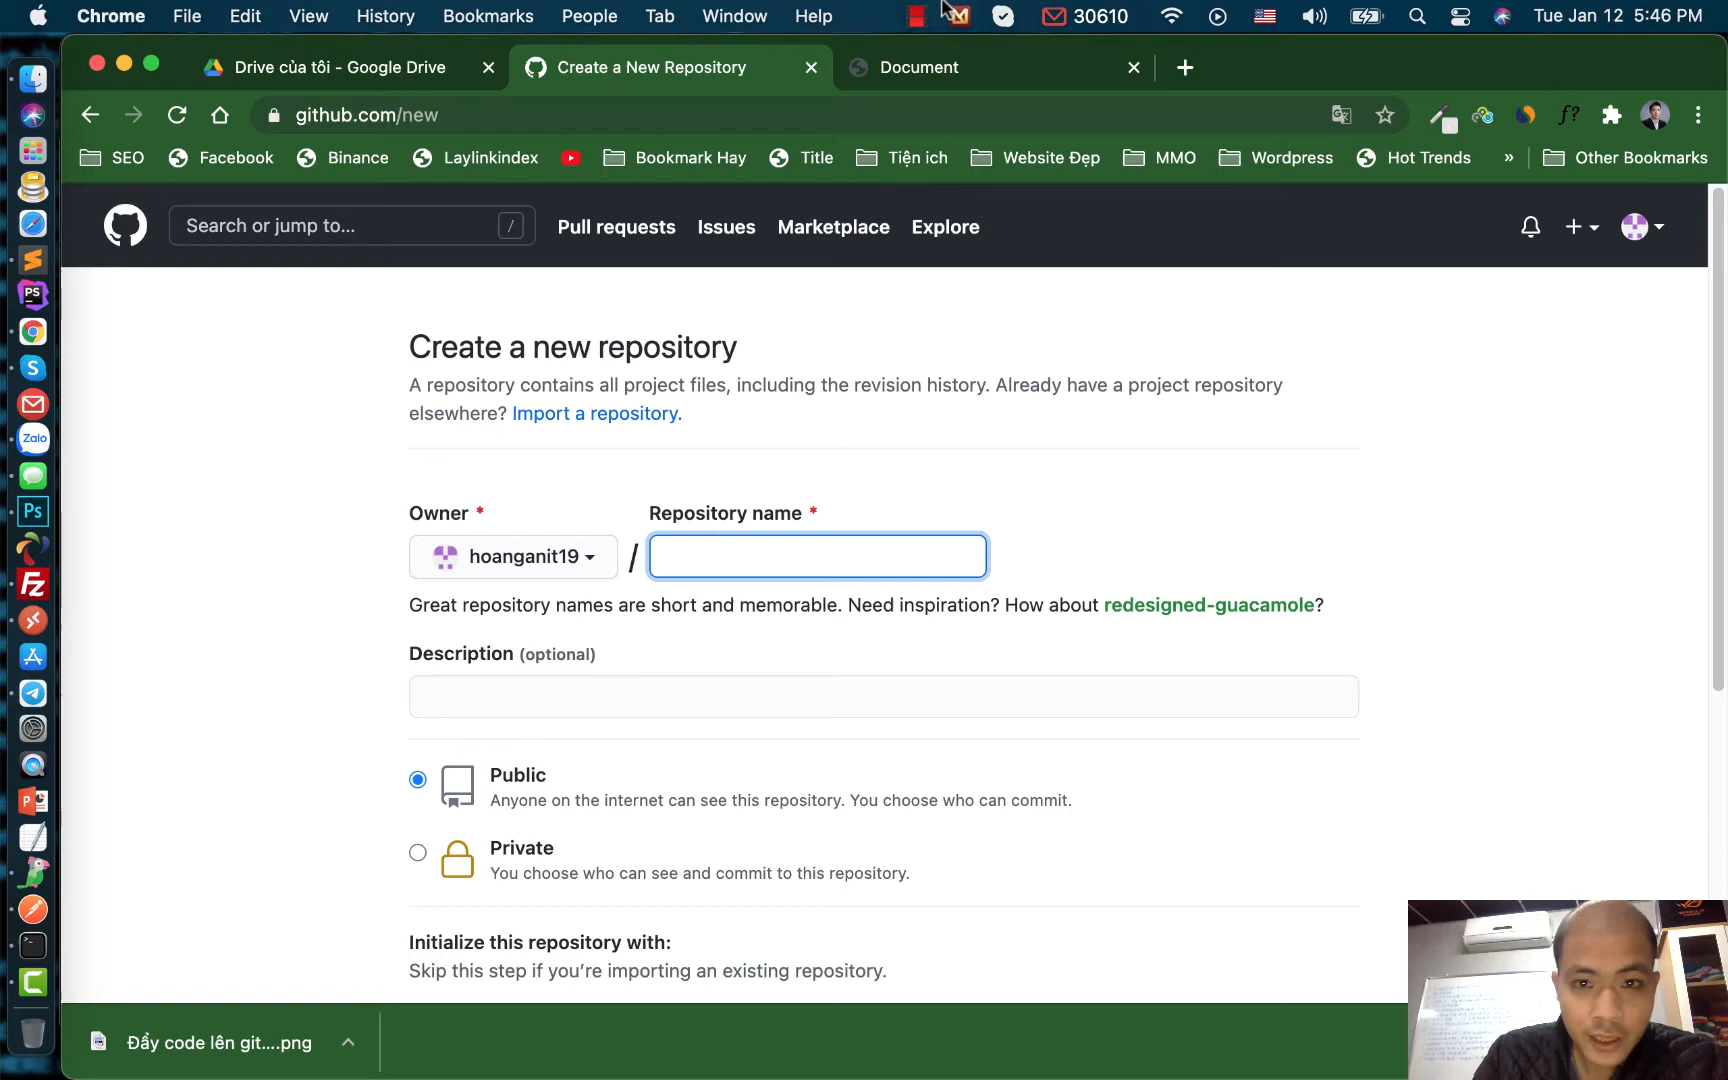 Chrome File Edit View History Bookmarks People Tab Window Help 30610 Tue Jan 12 5:46 PM
Drive của tôi - Google Drive Create a New Repository Document
github.com/new f?
SEO Facebook Binance Laylinkindex Bookmark Hay Title Tiện ich Website Đẹp MMO Wordpress Hot Trends » Other Bookmarks
Search or jump to... / Pull requests Issues Marketplace Explore
Create a new repository
A repository contains all project files, including the revision history. Already have a project repository
elsewhere? Import a repository.
Owner * Repository name *
hoanganit19 /
Great repository names are short and memorable. Need inspiration? How about redesigned-guacamole?
Description (optional)
Public
Anyone on the internet can see this repository. You choose who can commit.
Private
You choose who can see and commit to this repository.
Initialize this repository with:
Skip this step if you're importing an existing repository.
Đẩy code lên git....png
PS
S
Zalo
Ps
Fz
P
C